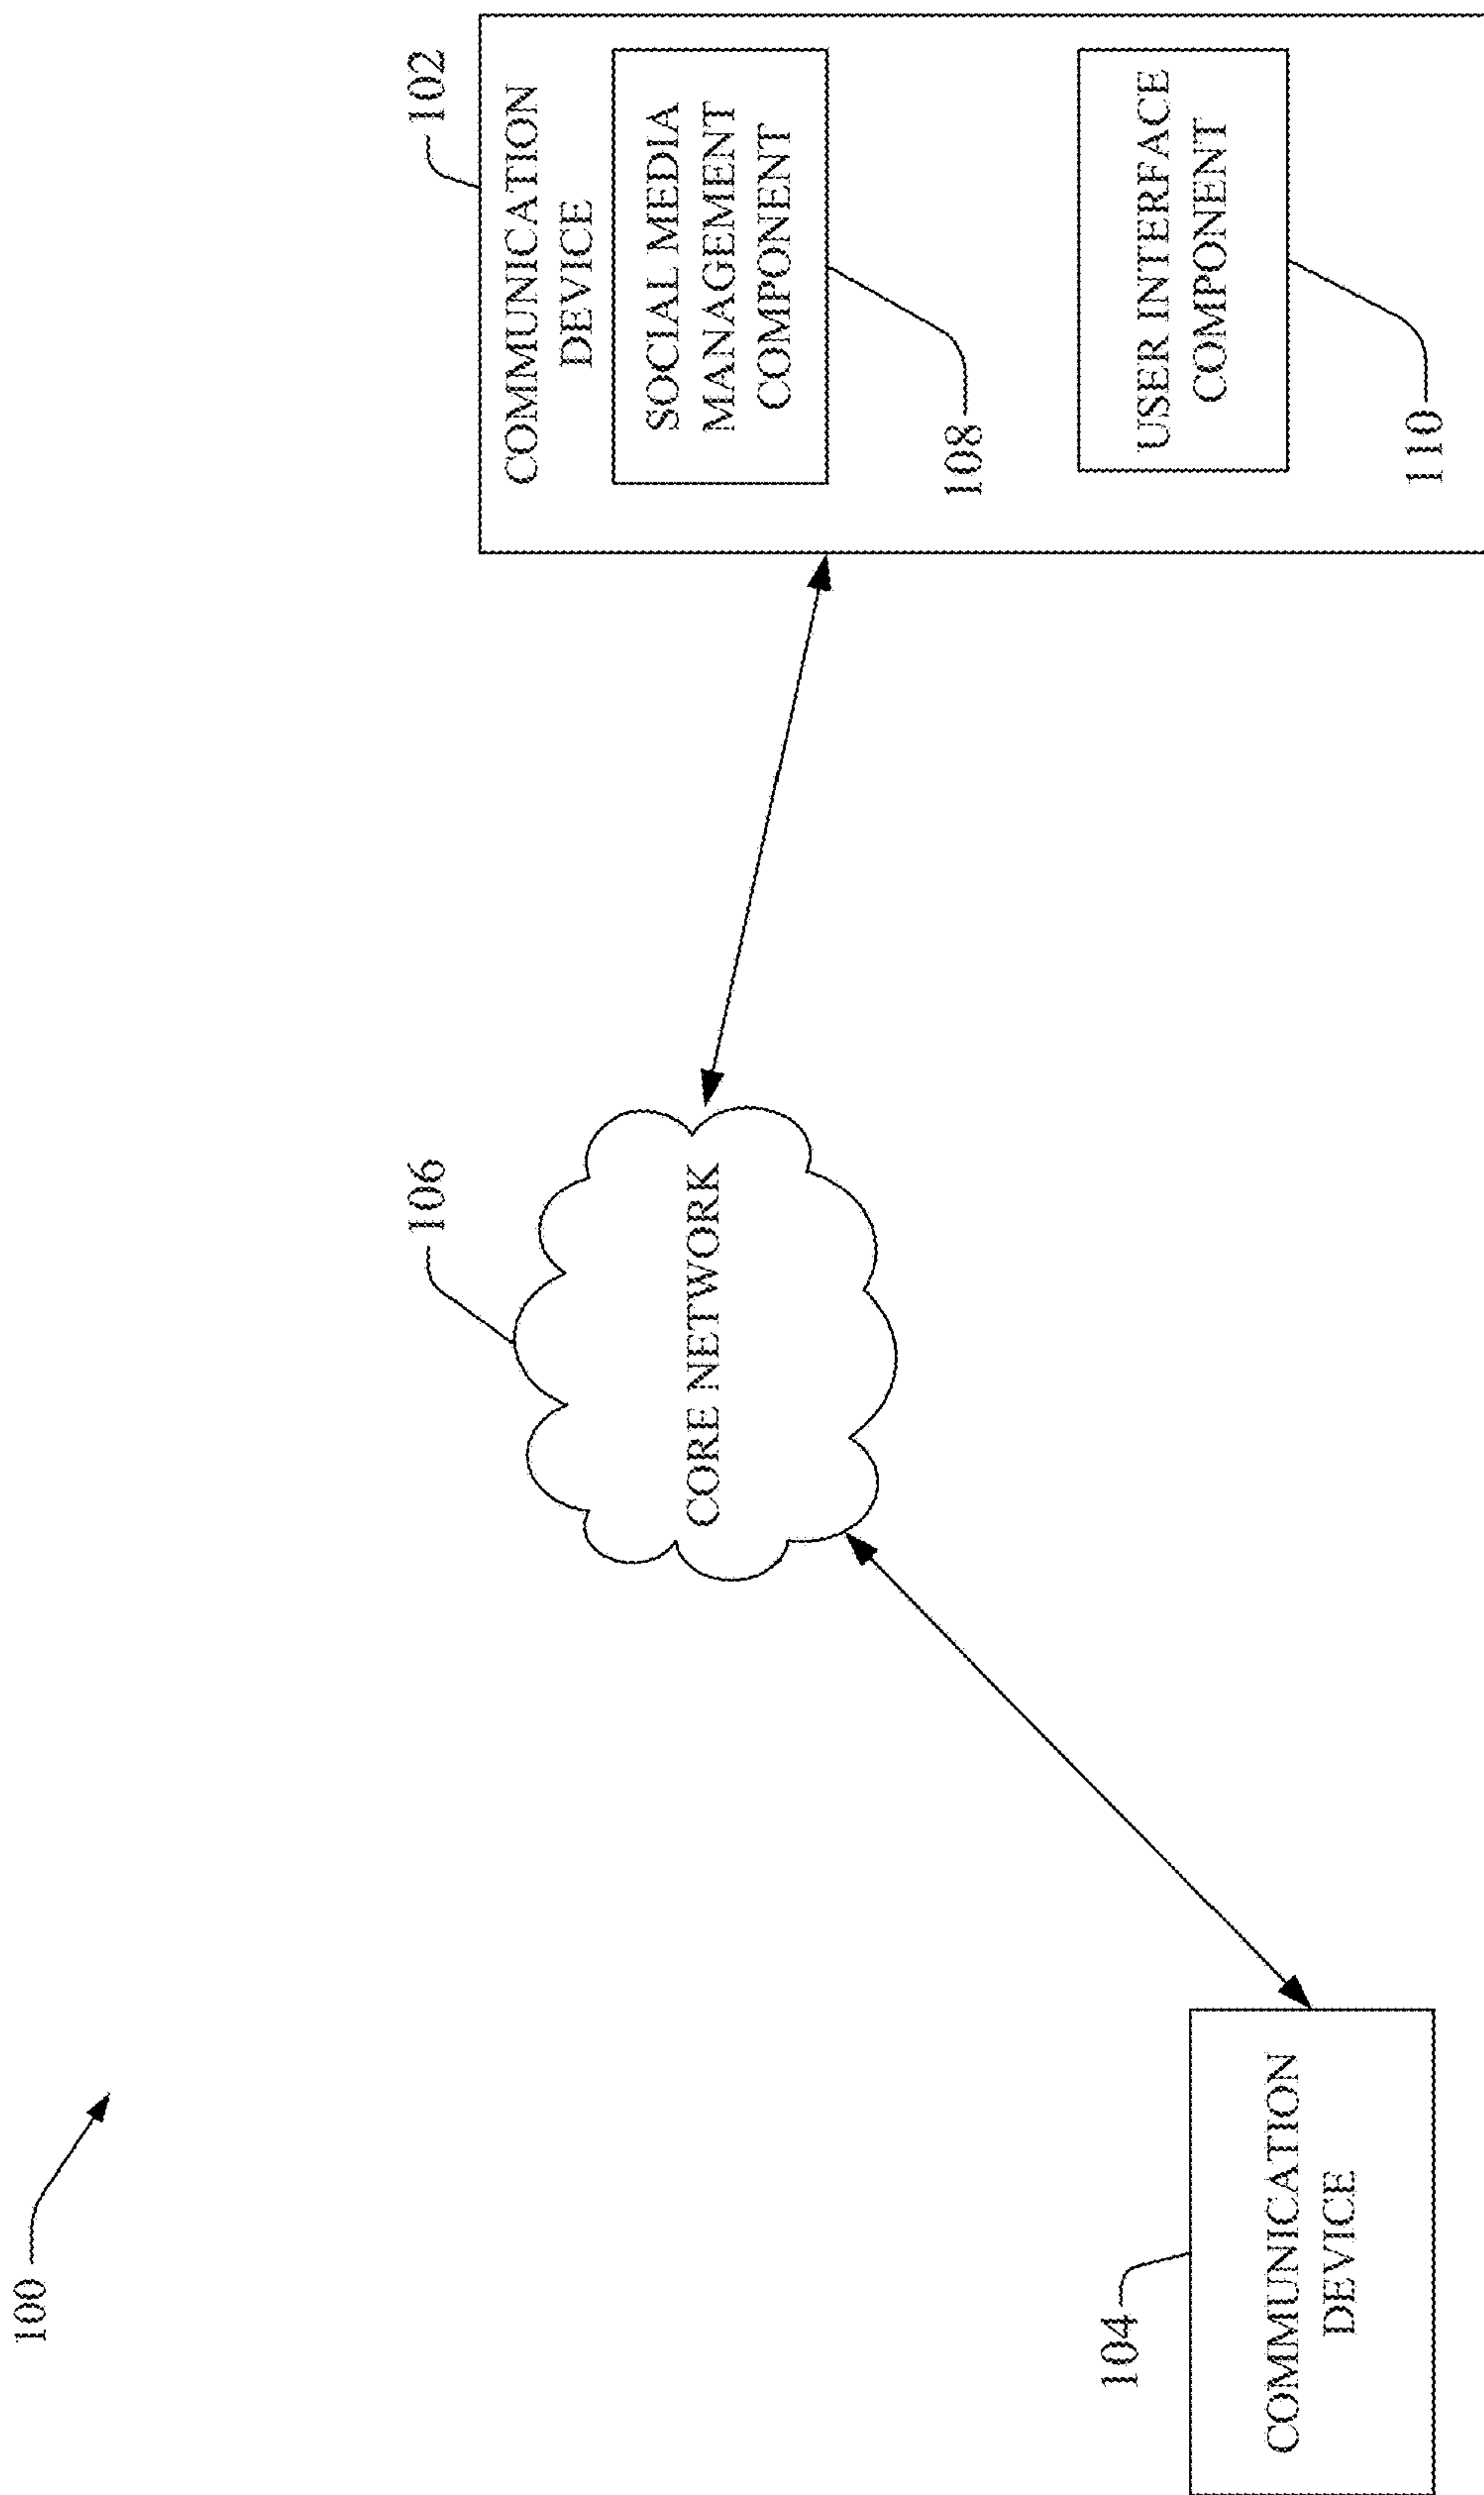 100
102
COMMUNICATION
DEVICE
SOCIAL MEDIA
MANAGEMENT
COMPONENT
108
USER INTERFACE
COMPONENT
110
106
CORE NETWORK
104
COMMUNICATION
DEVICE